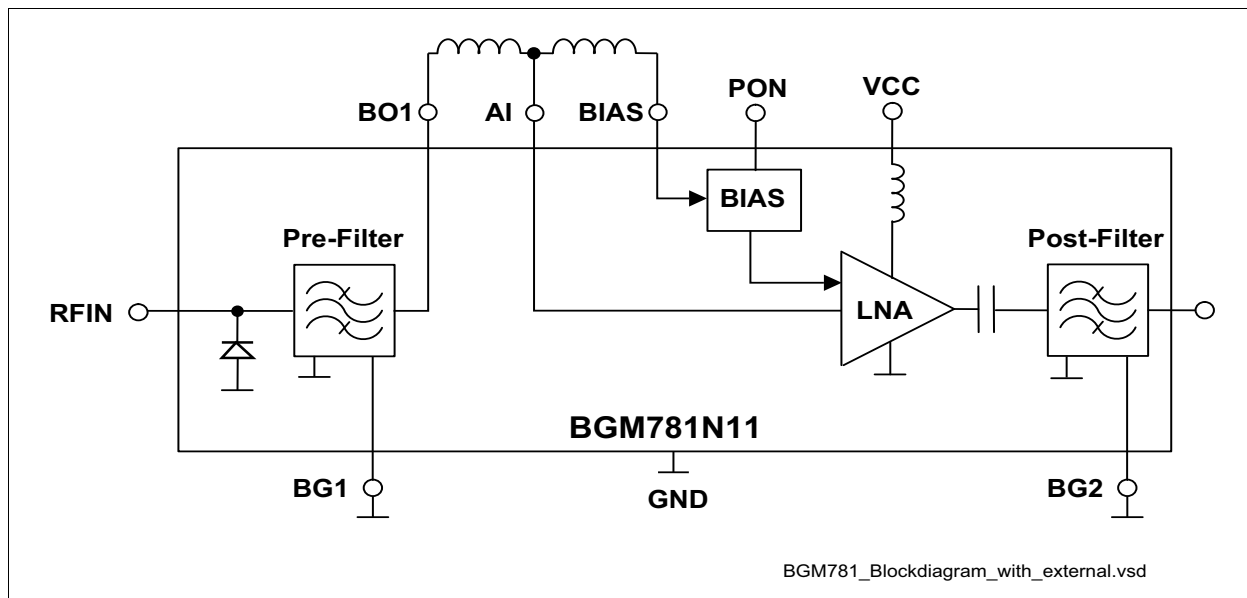 BO1 AI BIAS PON VCC
BIAS
Pre-Filter Post-Filter
RFIN LNA
BGM781N11
BG1 GND BG2
BGM781_Blockdiagram_with_external.vsd